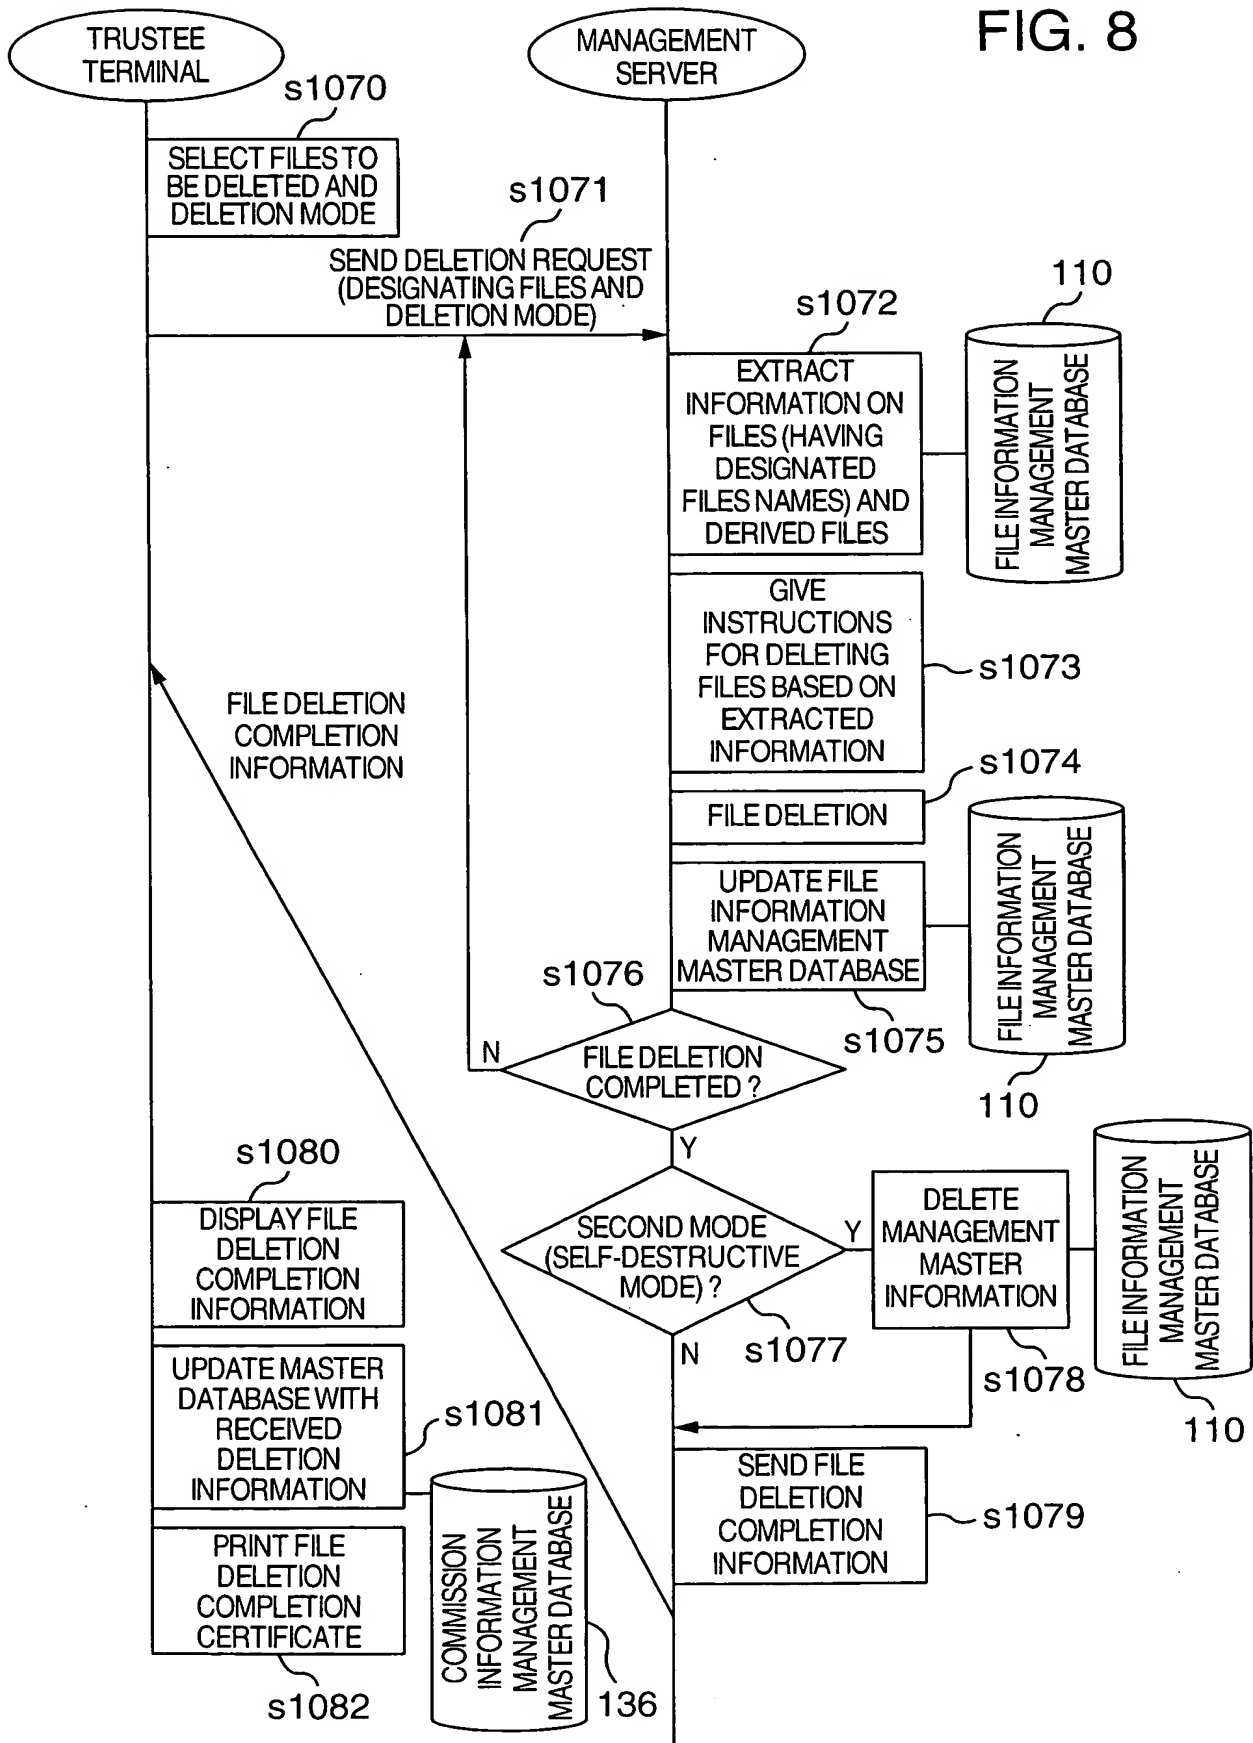 FIG. 8
TRUSTEE
TERMINAL
MANAGEMENT
SERVER
s1070
SELECT FILES TO
BE DELETED AND
DELETION MODE
s1071
SEND DELETION REQUEST
(DESIGNATING FILES AND
DELETION MODE)
s1072
EXTRACT
INFORMATION ON
FILES (HAVING
DESIGNATED
FILES NAMES) AND
DERIVED FILES
110
FILE INFORMATION
MANAGEMENT
MASTER DATABASE
GIVE
INSTRUCTIONS
FOR DELETING
FILES BASED ON
EXTRACTED
INFORMATION
s1073
FILE DELETION
COMPLETION
INFORMATION
s1074
FILE DELETION
UPDATE FILE
INFORMATION
MANAGEMENT
MASTER DATABASE
s1075
FILE INFORMATION
MANAGEMENT
MASTER DATABASE
110
s1076
N
FILE DELETION
COMPLETED ?
Y
SECOND MODE
(SELF-DESTRUCTIVE
MODE) ?
Y
s1077
N
DELETE
MANAGEMENT
MASTER
INFORMATION
s1078
FILE INFORMATION
MANAGEMENT
MASTER DATABASE
110
SEND FILE
DELETION
COMPLETION
INFORMATION
s1079
s1080
DISPLAY FILE
DELETION
COMPLETION
INFORMATION
UPDATE MASTER
DATABASE WITH
RECEIVED
DELETION
INFORMATION
s1081
COMMISSION
INFORMATION
MANAGEMENT
MASTER DATABASE
136
PRINT FILE
DELETION
COMPLETION
CERTIFICATE
s1082